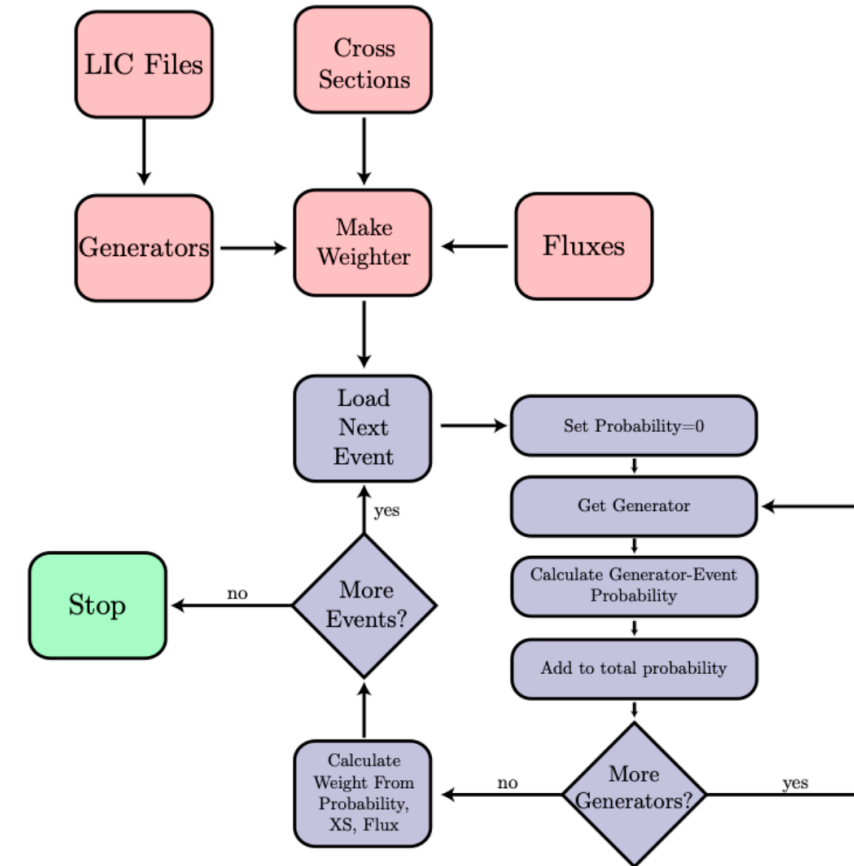 LIC Files
Cross
Sections
Generators
Make
Weighter
Fluxes
Load
Next
Event
Set Probability=0
yes
Get Generator
Stop
no
More
Events?
Calculate Generator-Event
Probability
Add to total probability
Calculate
Weight From
Probability,
XS, Flux
no
More
Generators?
yes